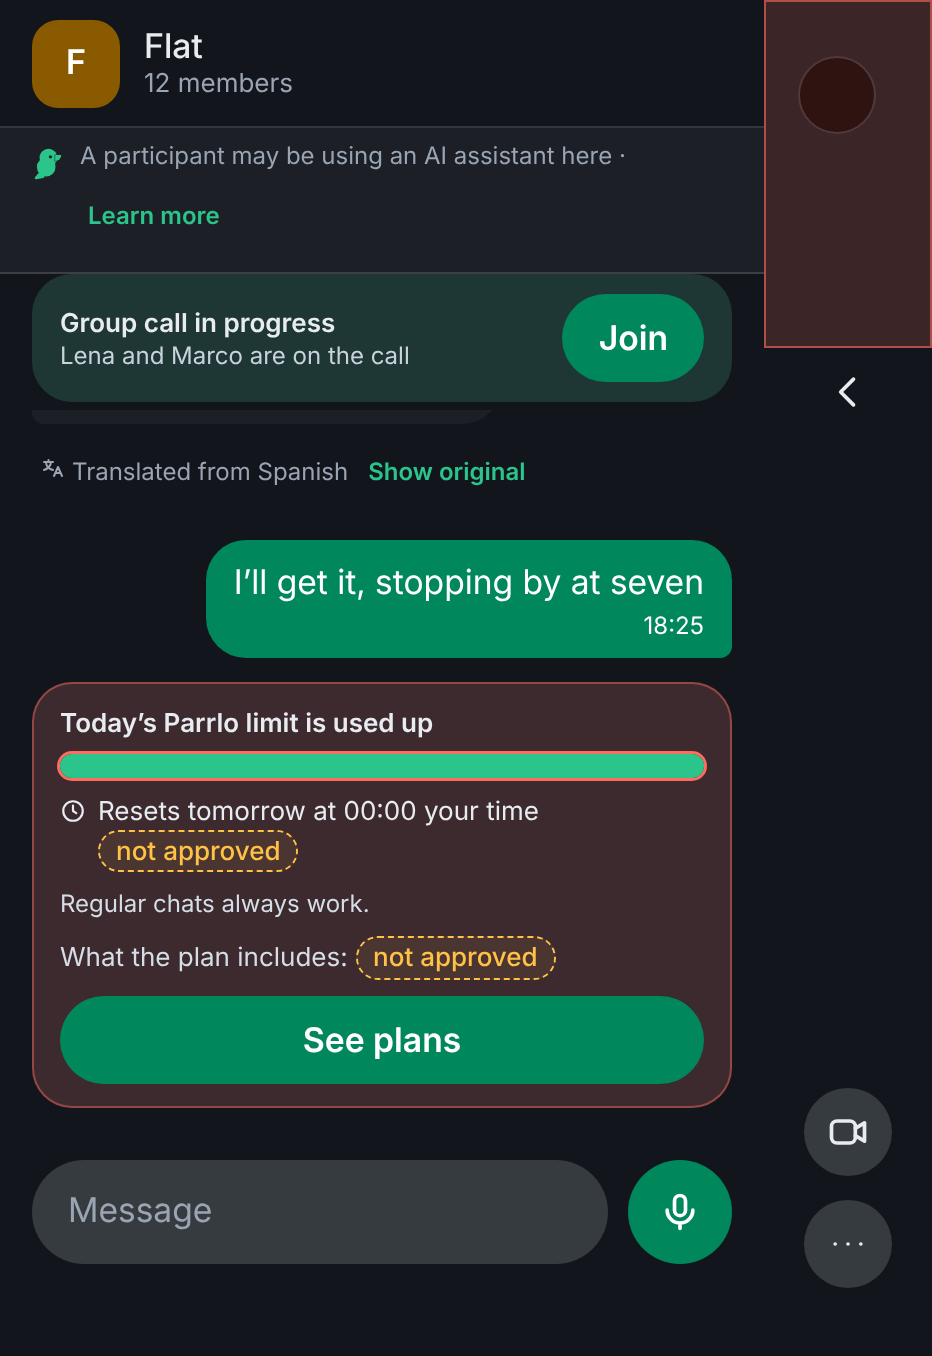 F
Flat
12 members
A participant may be using an AI assistant here ·
Learn more
Group call in progress
Lena and Marco are on the call
Join
Translated from Spanish Show original
I’ll get it, stopping by at seven
18:25
Today’s Parrlo limit is used up
Resets tomorrow at 00:00 your time
not approved
Regular chats always work.
What the plan includes: not approved
See plans
Message